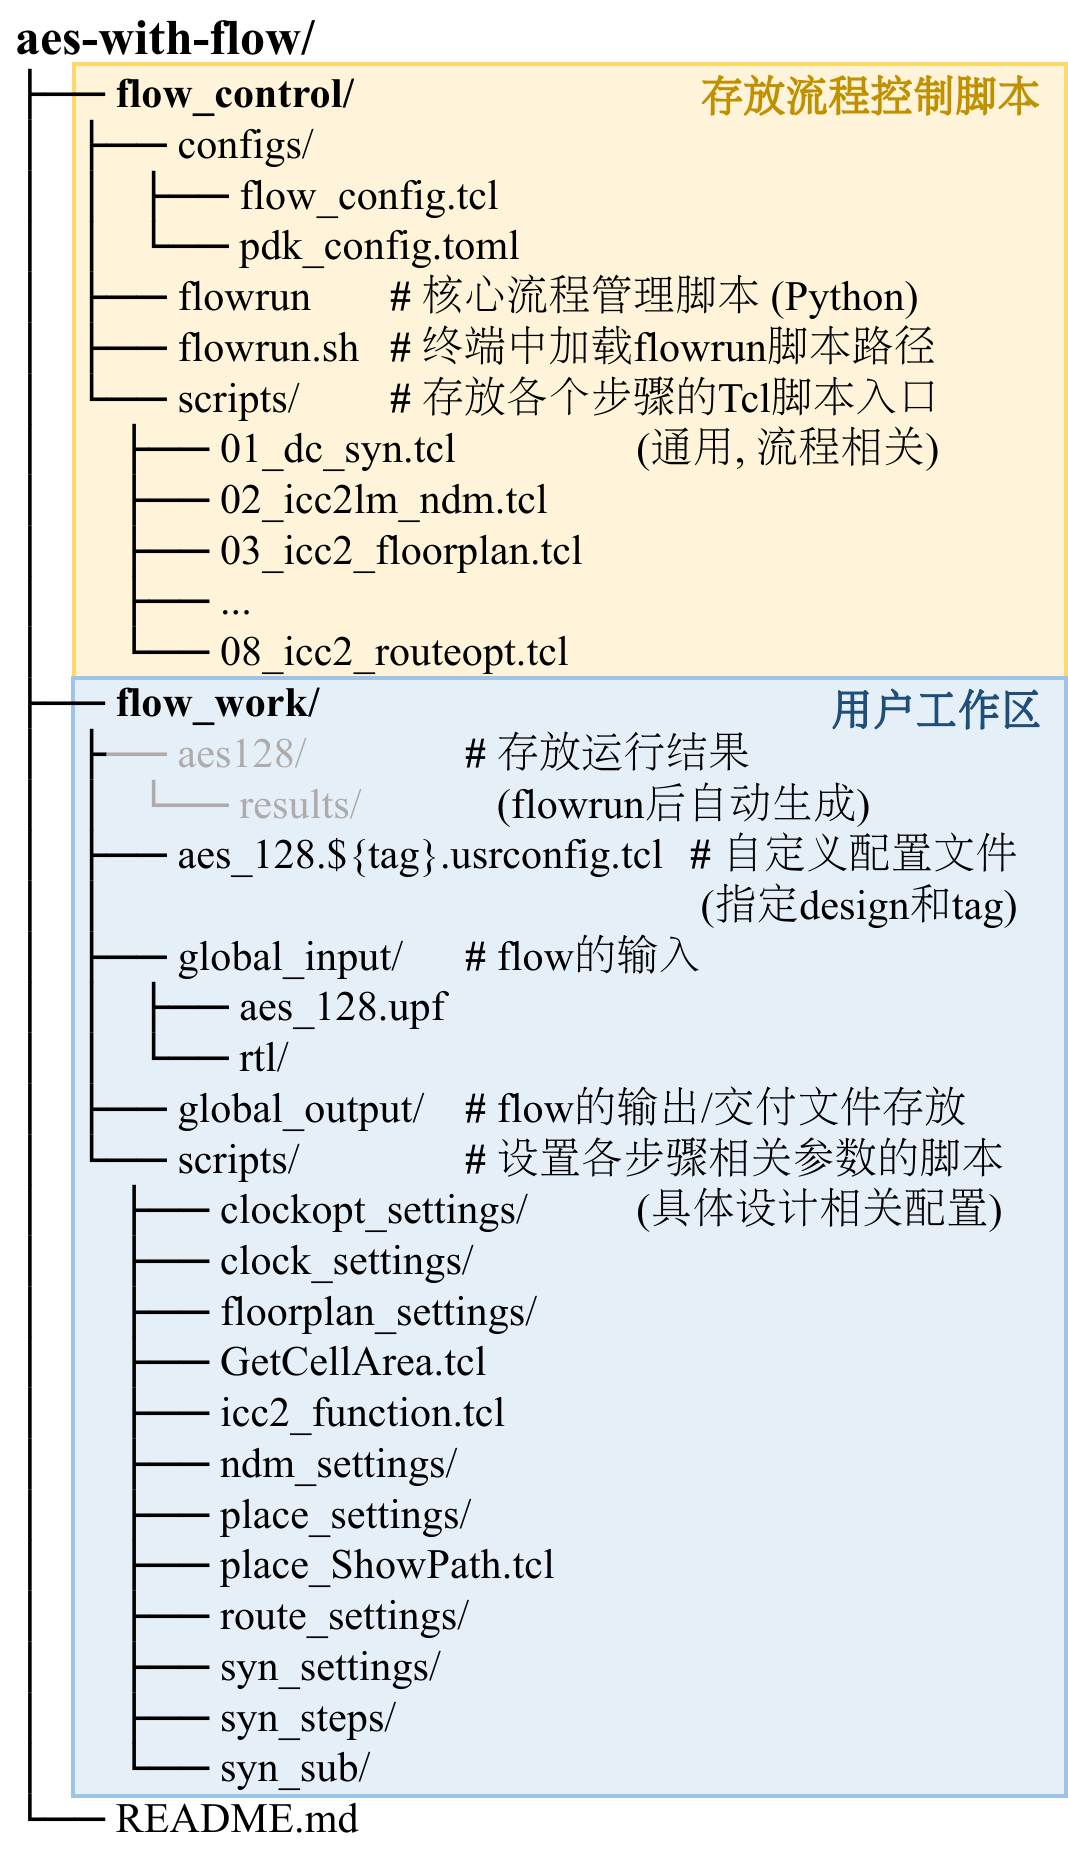 aes-with-flow/
flow_control/ 存放流程控制脚本
configs/
flow_config.tcl
pdk_config.toml
flowrun # 核心流程管理脚本 (Python)
flowrun.sh # 终端中加载flowrun脚本路径
scripts/ # 存放各个步骤的Tcl脚本入口
01_dc_syn.tcl (通用, 流程相关)
02_icc2lm_ndm.tcl
03_icc2_floorplan.tcl
...
08_icc2_routeopt.tcl
flow_work/ 用户工作区
aes128/ # 存放运行结果
results/ (flowrun后自动生成)
aes_128.${tag}.usrconfig.tcl # 自定义配置文件
(指定design和tag)
global_input/ # flow的输入
aes_128.upf
rtl/
global_output/ # flow的输出/交付文件存放
scripts/ # 设置各步骤相关参数的脚本
clockopt_settings/ (具体设计相关配置)
clock_settings/
floorplan_settings/
GetCellArea.tcl
icc2_function.tcl
ndm_settings/
place_settings/
place_ShowPath.tcl
route_settings/
syn_settings/
syn_steps/
syn_sub/
README.md